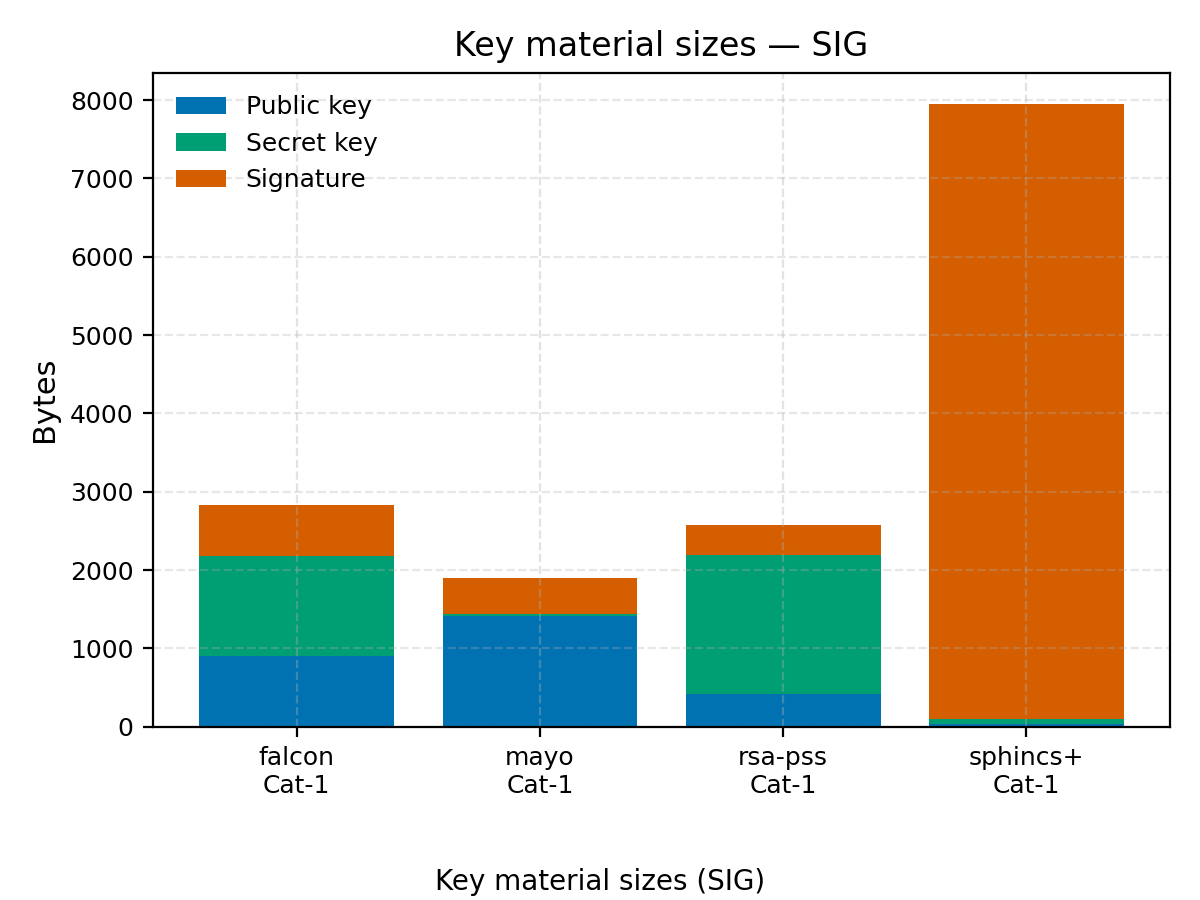 Key material sizes — SIG
Public key
Secret key
Signature
8000
7000
6000
5000
4000
3000
2000
1000
0
Bytes
falcon
Cat-1
mayo
Cat-1
rsa-pss
Cat-1
sphincs+
Cat-1
Key material sizes (SIG)